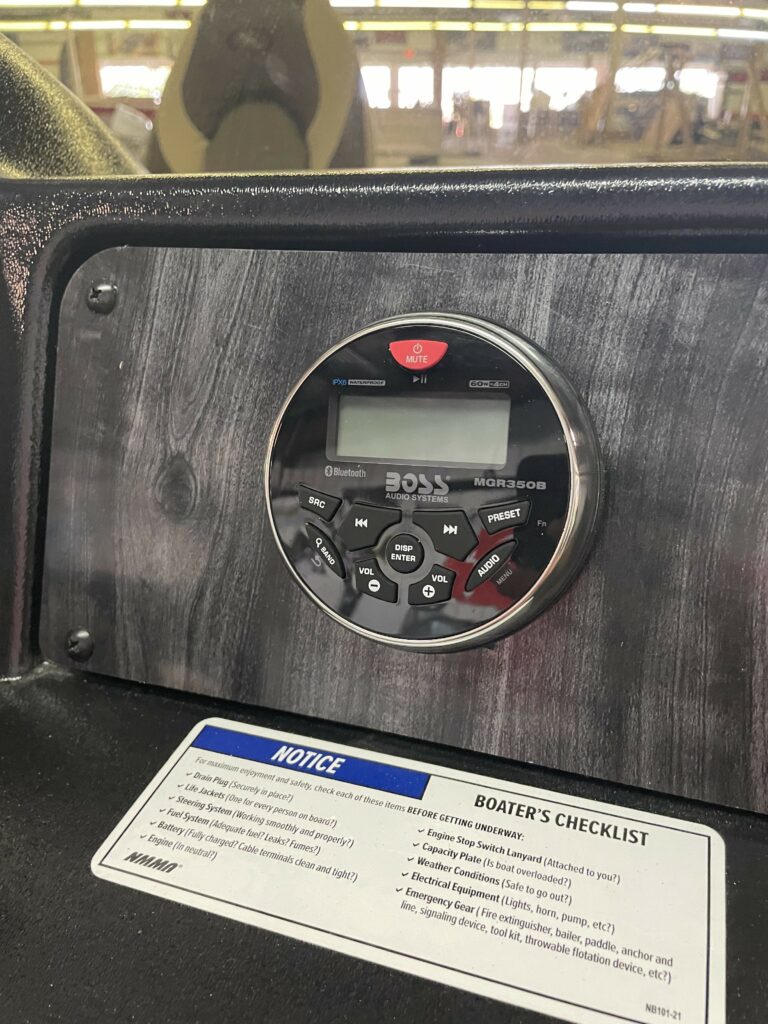 MUTE
IPX6 WATERPROOF
60W x 4CH
Bluetooth
BOSS
AUDIO SYSTEMS
MGR350B
SRC
PRESET
Fn
BAND
DISP
ENTER
AUDIO
MENU
VOL
VOL
NOTICE
BOATER'S CHECKLIST
For maximum enjoyment and safety, check each of these items BEFORE GETTING UNDERWAY:
✓ Drain Plug (Securely in place?)
✓ Life Jackets (One for every person on board?)
✓ Steering System (Working smoothly and properly?)
✓ Fuel System (Adequate fuel? Leaks? Fumes?)
✓ Battery (Fully charged? Cable terminals clean and tight?)
✓ Engine (In neutral?)
✓ Engine Stop Switch Lanyard (Attached to you?)
✓ Capacity Plate (Is boat overloaded?)
✓ Weather Conditions (Safe to go out?)
✓ Electrical Equipment (Lights, horn, pump, etc?)
✓ Emergency Gear ( Fire extinguisher, bailer, paddle, anchor and
line, signaling device, tool kit, throwable flotation device, etc?)
NMMA®
NB101-21